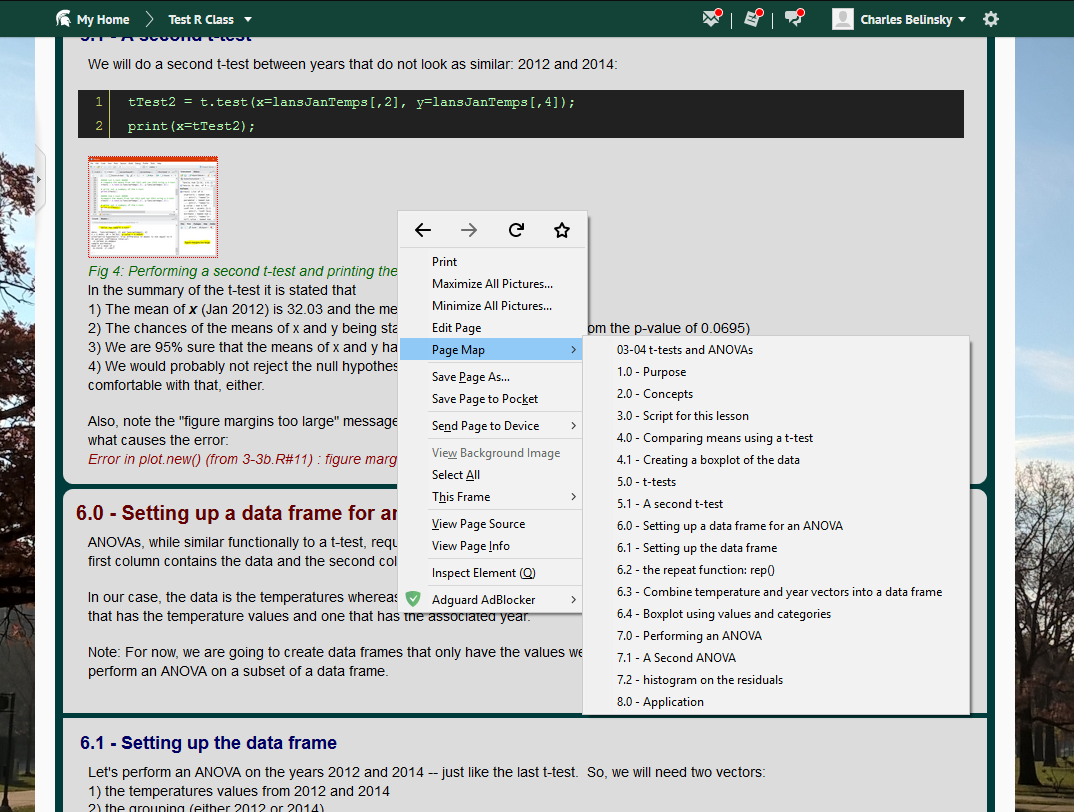 My Home
Test R Class
Charles Belinsky
5.1 - A second t-test
We will do a second t-test between years that do not look as similar: 2012 and 2014:
1 tTest2 = t.test(x=lansJanTemps[,2], y=lansJanTemps[,4]);
2 print(x=tTest2);
Fig 4: Performing a second t-test and printing the
In the summary of the t-test it is stated that
1) The mean of x (Jan 2012) is 32.03 and the me
2) The chances of the means of x and y being sta
om the p-value of 0.0695)
3) We are 95% sure that the means of x and y ha
4) We would probably not reject the null hypothes
comfortable with that, either.
Also, note the "figure margins too large" message
what causes the error:
Error in plot.new() (from 3-3b.R#11) : figure marg
Print
Maximize All Pictures...
Minimize All Pictures...
Edit Page
Page Map
Save Page As...
Save Page to Pocket
Send Page to Device
View Background Image
Select All
This Frame
View Page Source
View Page Info
Inspect Element (Q)
Adguard AdBlocker
03-04 t-tests and ANOVAs
1.0 - Purpose
2.0 - Concepts
3.0 - Script for this lesson
4.0 - Comparing means using a t-test
4.1 - Creating a boxplot of the data
5.0 - t-tests
5.1 - A second t-test
6.0 - Setting up a data frame for an ANOVA
6.1 - Setting up the data frame
6.2 - the repeat function: rep()
6.3 - Combine temperature and year vectors into a data frame
6.4 - Boxplot using values and categories
7.0 - Performing an ANOVA
7.1 - A Second ANOVA
7.2 - histogram on the residuals
8.0 - Application
6.0 - Setting up a data frame for ar
ANOVAs, while similar functionally to a t-test, requ
first column contains the data and the second col
In our case, the data is the temperatures whereas
that has the temperature values and one that has the associated year.
Note: For now, we are going to create data frames that only have the values we
perform an ANOVA on a subset of a data frame.
6.1 - Setting up the data frame
Let's perform an ANOVA on the years 2012 and 2014 -- just like the last t-test. So, we will need two vectors:
1) the temperatures values from 2012 and 2014
2) the grouping (either 2012 or 2014)